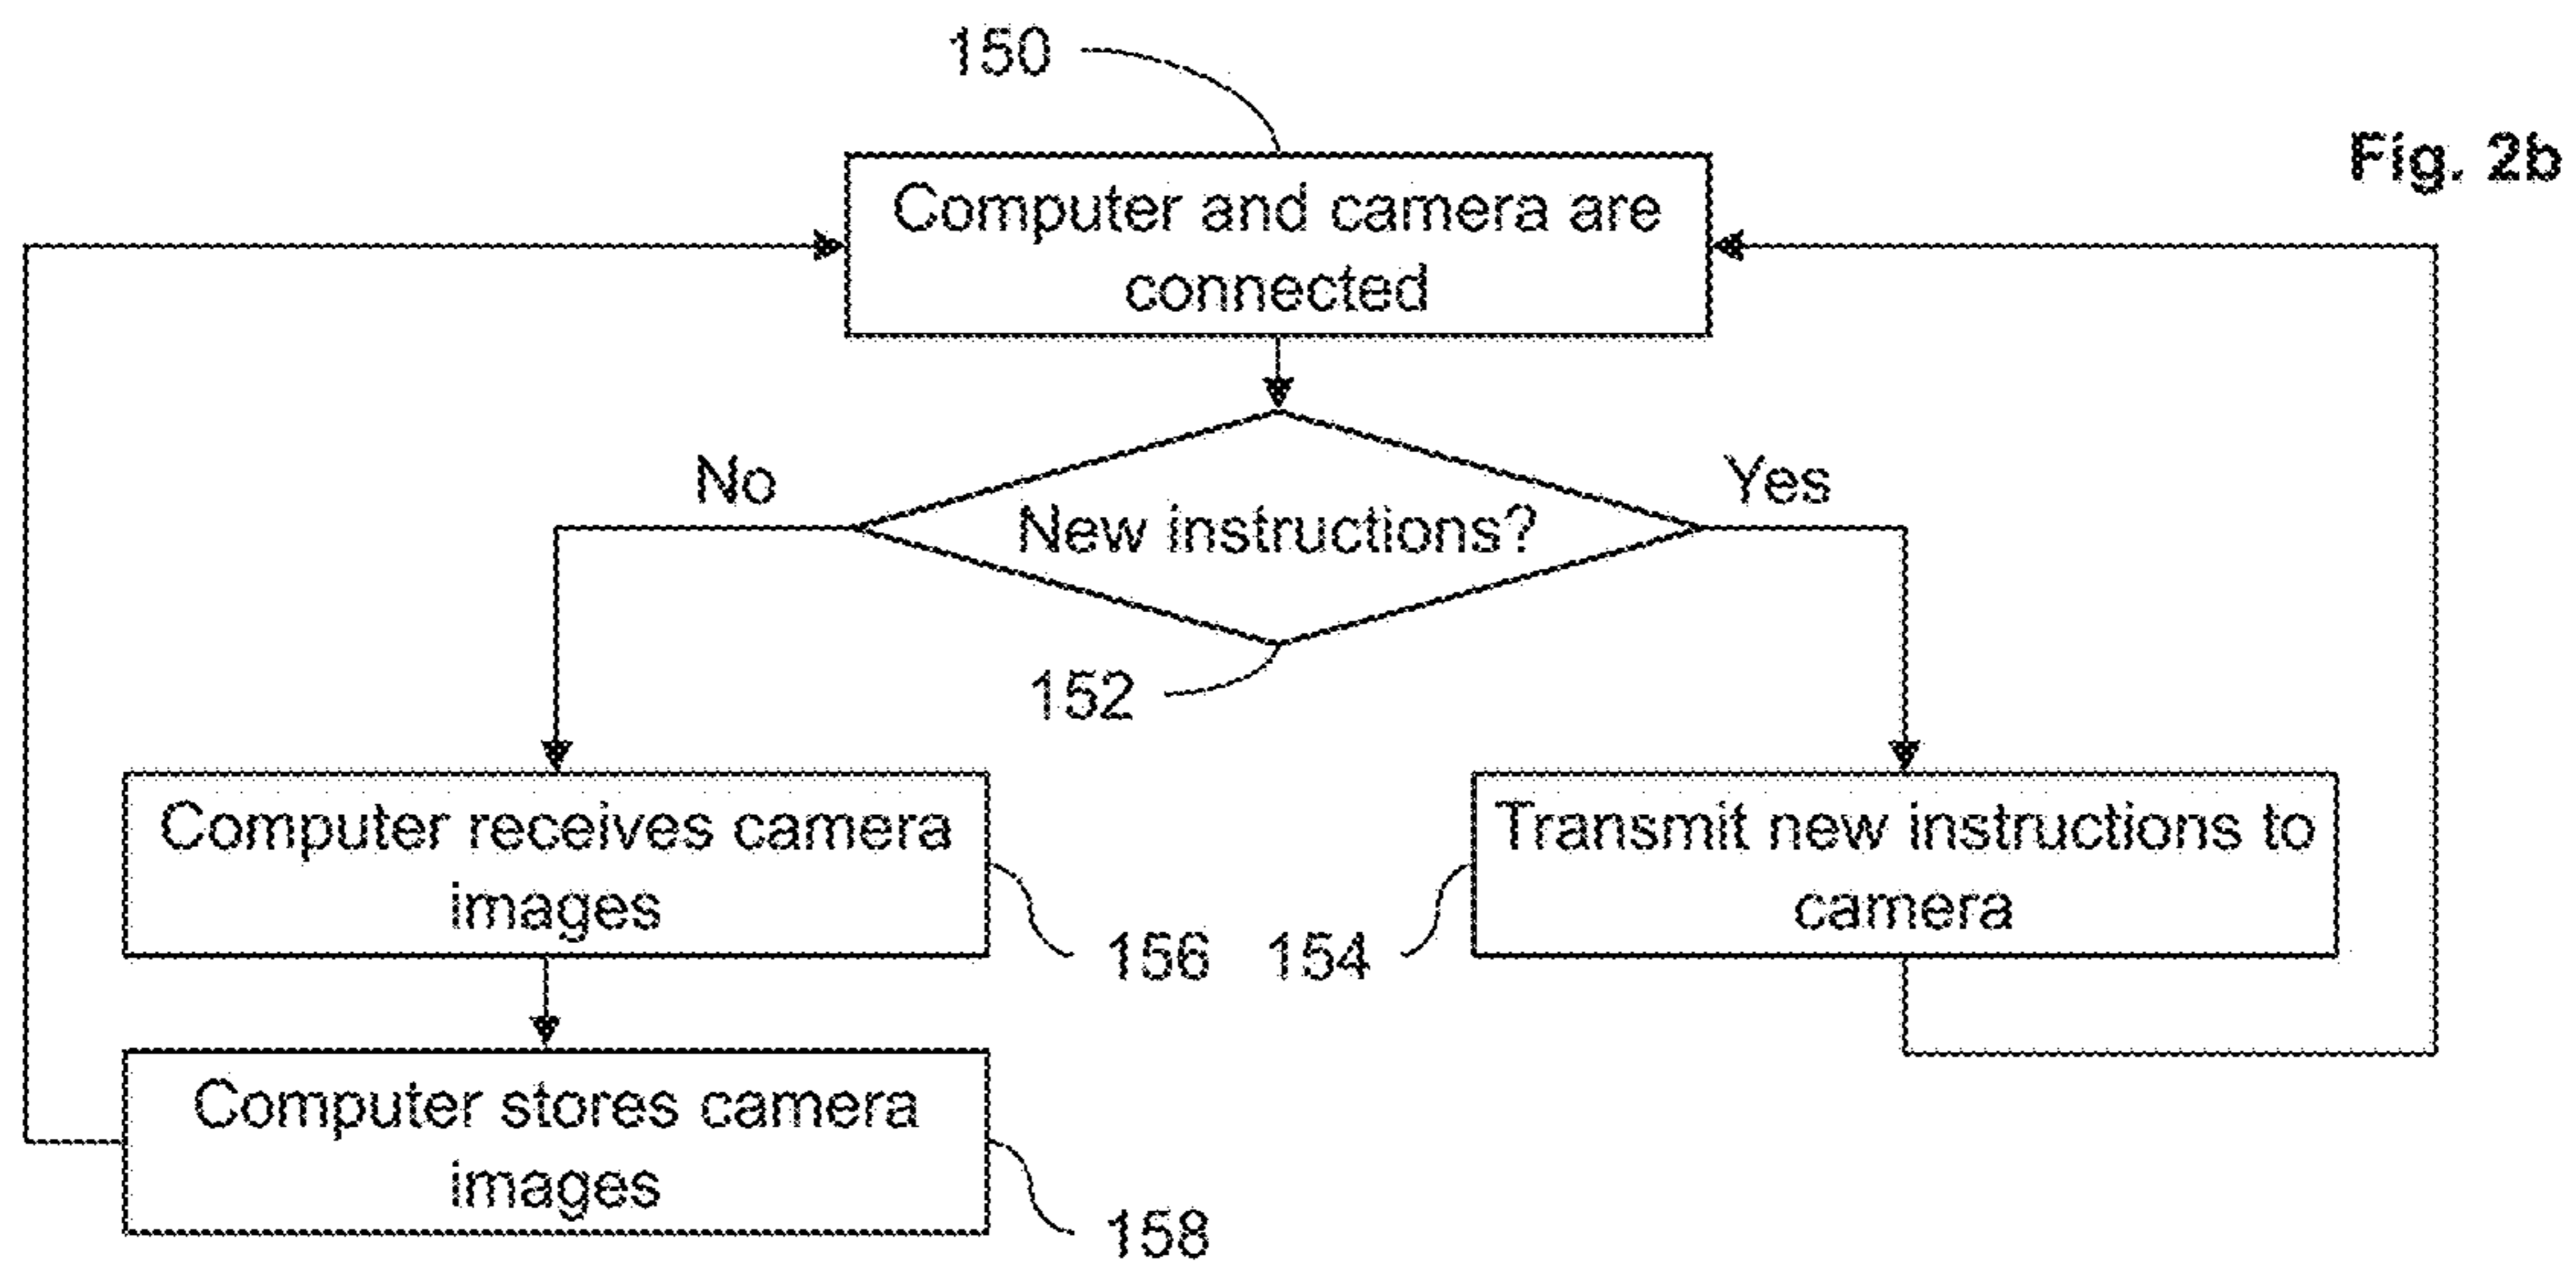 150
Fig. 2b
Computer and camera are
connected
No
Yes
New instructions?
152
Computer receives camera
images
Transmit new instructions to
camera
156
154
Computer stores camera
images
158